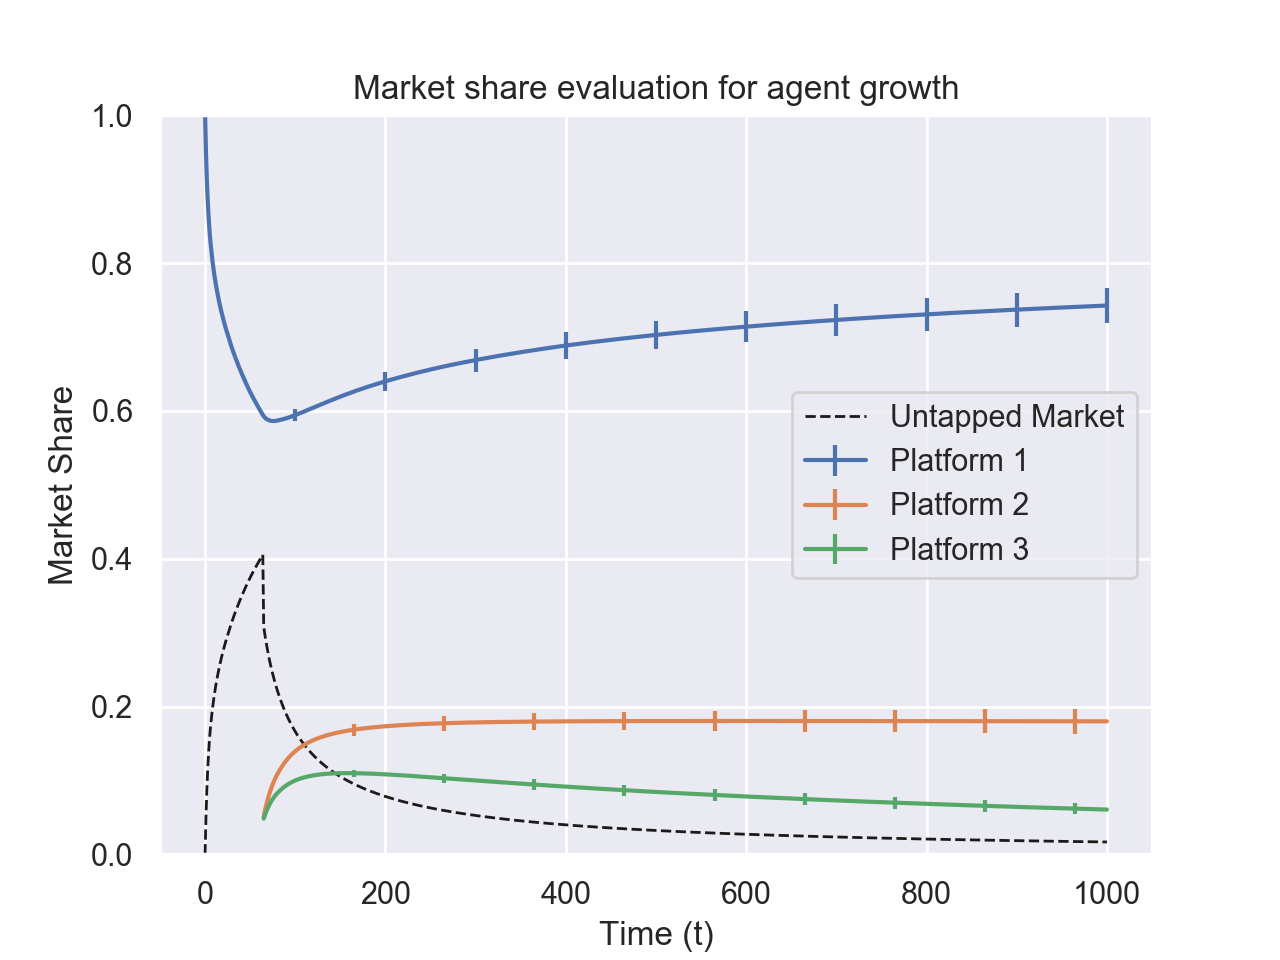 Market share evaluation for agent growth
1.0
0.8
0.6
0.4
0.2
0.0
Market Share
Untapped Market
Platform 1
Platform 2
Platform 3
0 200 400 600 800 1000
Time (t)